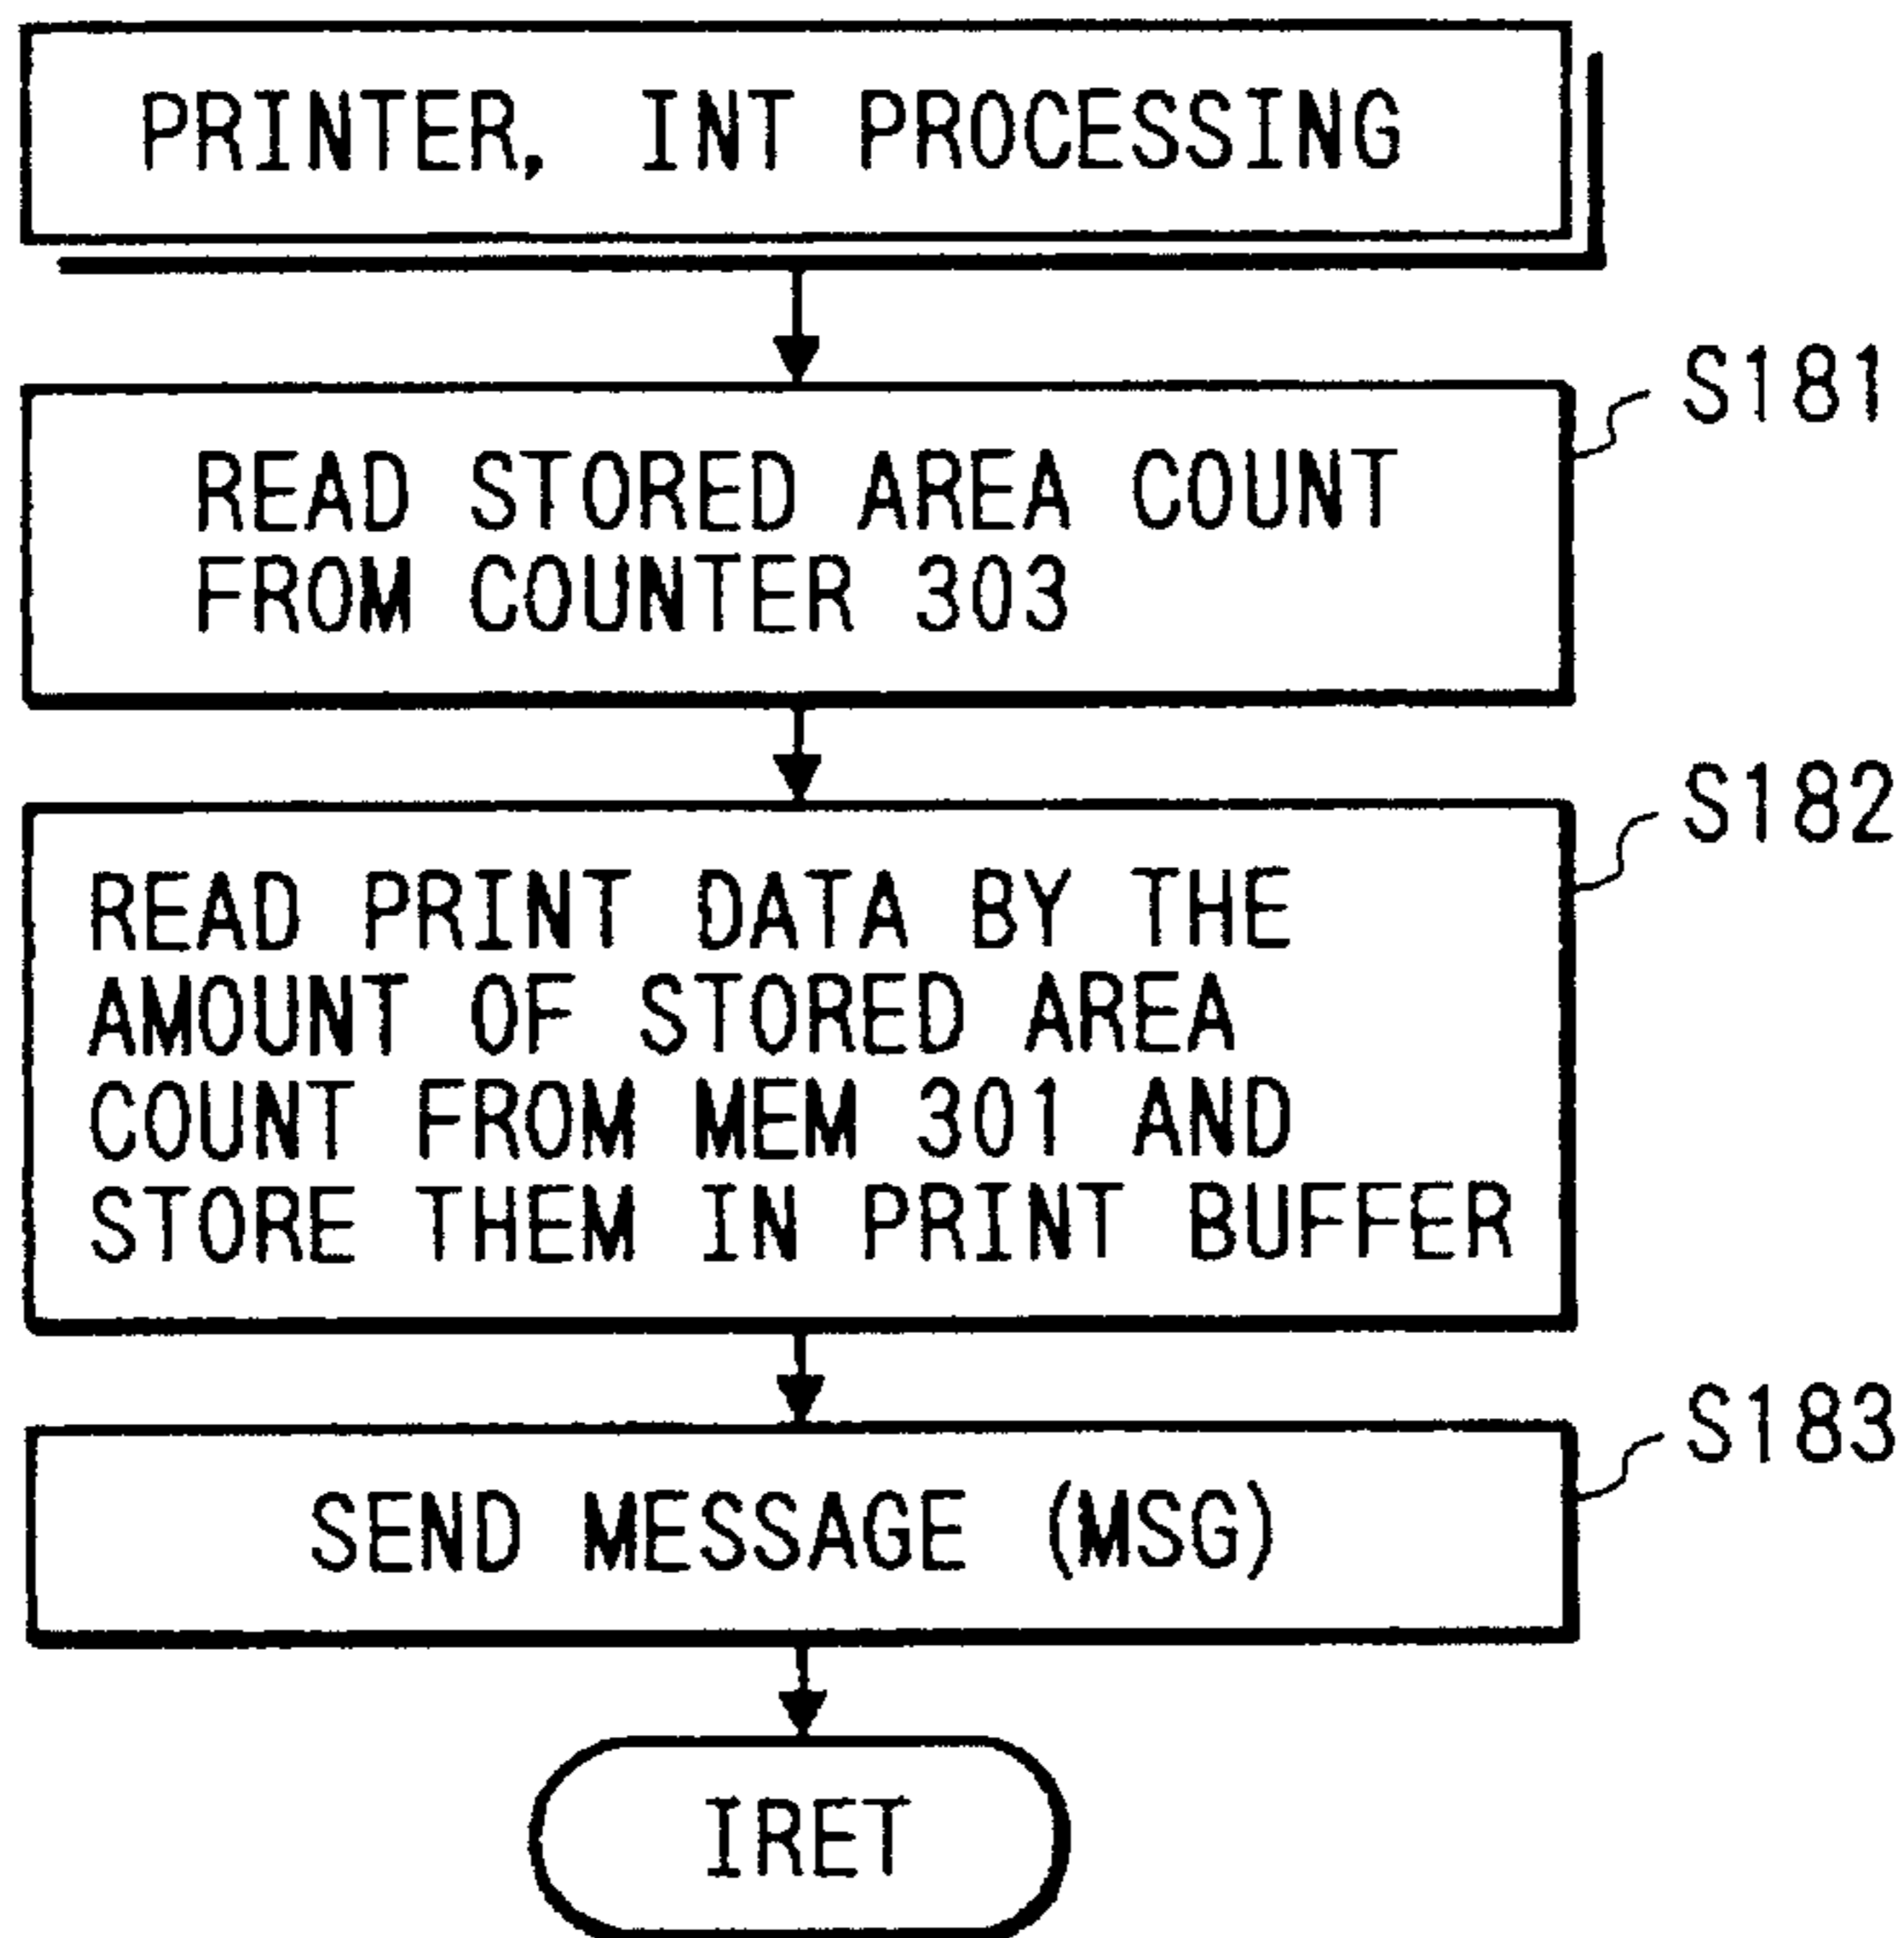 PRINTER, INT PROCESSING
S181
READ STORED AREA COUNT
FROM COUNTER 303
S182
READ PRINT DATA BY THE
AMOUNT OF STORED AREA
COUNT FROM MEM 301 AND
STORE THEM IN PRINT BUFFER
S183
SEND MESSAGE (MSG)
IRET